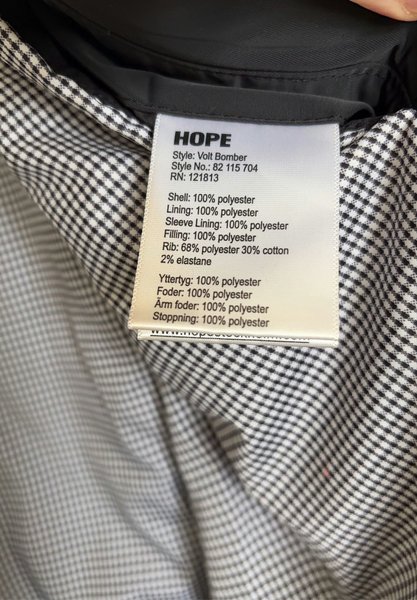 HOPE
Style: Volt Bomber
Style No.: 82 115 704
RN: 121813
Shell: 100% polyester
Lining: 100% polyester
Sleeve Lining: 100% polyester
Filling: 100% polyester
Rib: 68% polyester 30% cotton
2% elastane
Yttertyg: 100% polyester
Foder: 100% polyester
Ärm foder: 100% polyester
Stoppning: 100% polyester